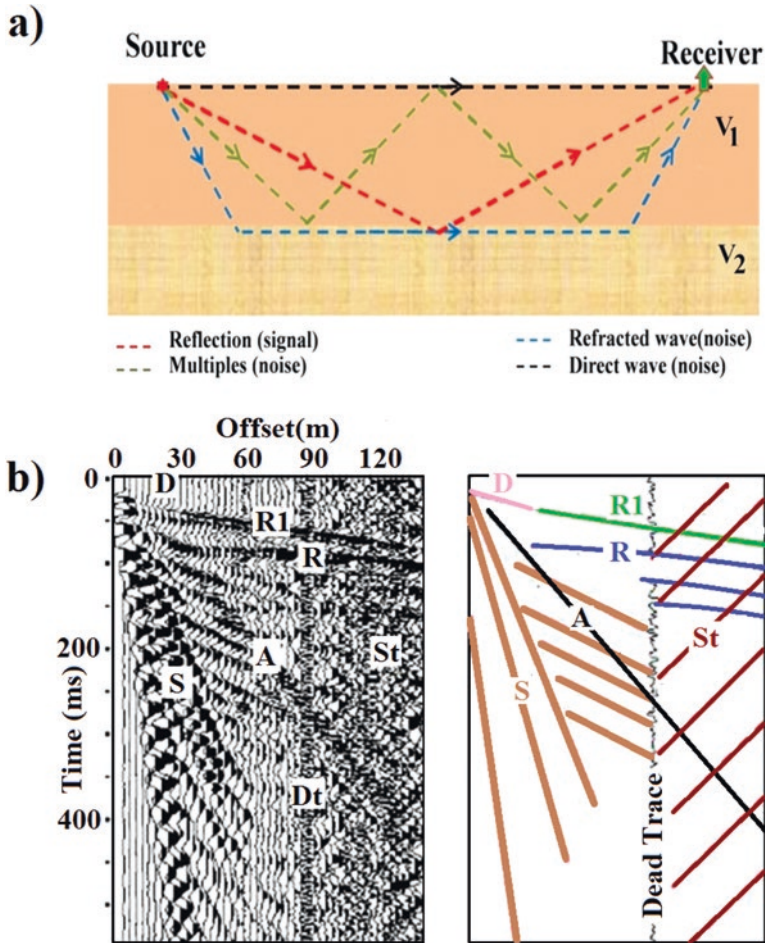 a)
Source Receiver
V1
V2
Reflection (signal) Refracted wave(noise)
Multiples (noise) Direct wave (noise)
b)
Offset(m)
0 30 60 90 120
Time (ms)
0
200
400
D
R1
R
A
St
S
Dt
D
R1
R
A
St
S
Dead Trace